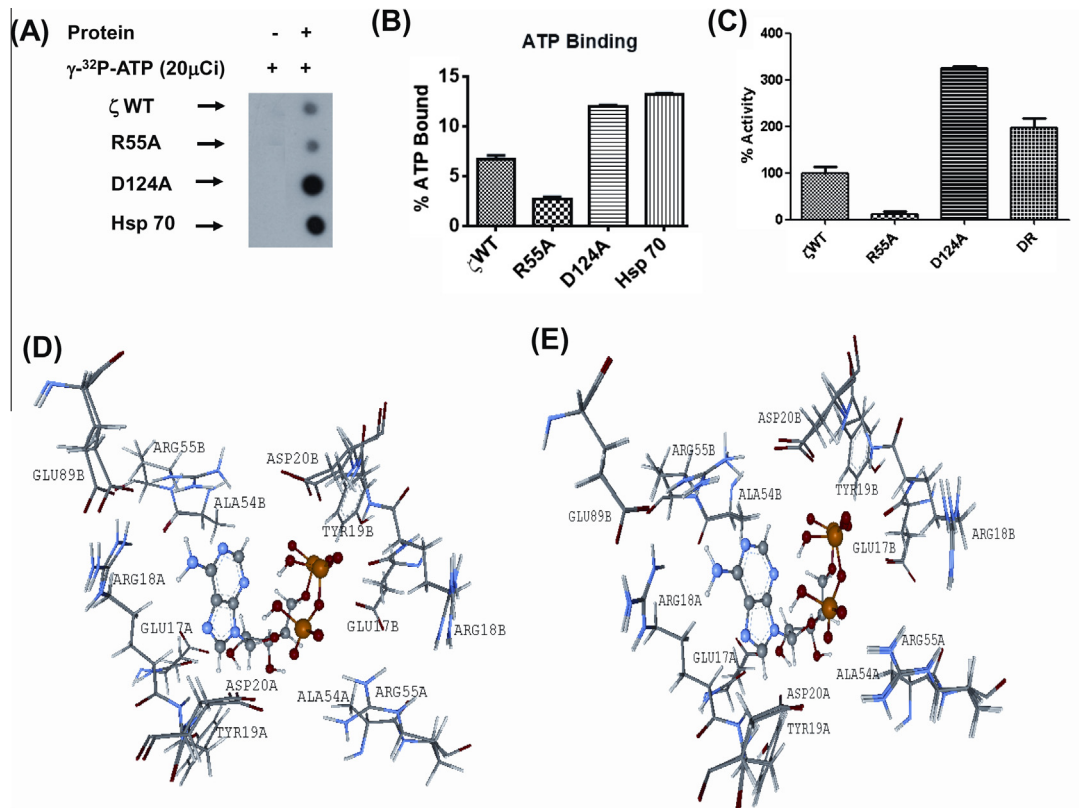 (A)
Protein - +
γ-³²P-ATP (20μCi) + +
ζ WT
R55A
D124A
Hsp 70
(B)
ATP Binding
% ATP Bound
15
10
5
0
ζWT
R55A
D124A
Hsp 70
(C)
% Activity
400
300
200
100
0
ζWT
R55A
D124A
DR
(D)
GLU89B
ARG55B
ALA54B
ASP20B
TYR19B
ARG18A
GLU17A
GLU17B
ARG18B
ASP20A
ALA54A
ARG55A
TYR19A
(E)
ASP20B
ARG55B
ALA54B
TYR19B
GLU89B
ARG18B
GLU17B
ARG18A
GLU17A
ARG55A
ALA54A
ASP20A
TYR19A